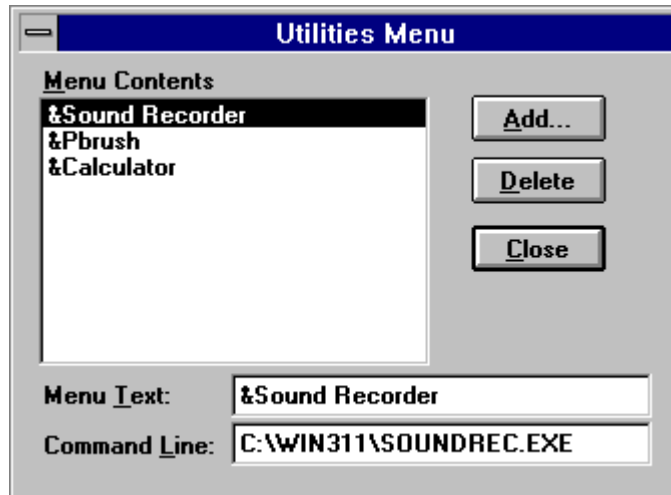 Utilities Menu
Menu Contents
&Sound Recorder
&Pbrush
&Calculator
Add...
Delete
Close
Menu Text: &Sound Recorder
Command Line: C:\WIN311\SOUNDREC.EXE